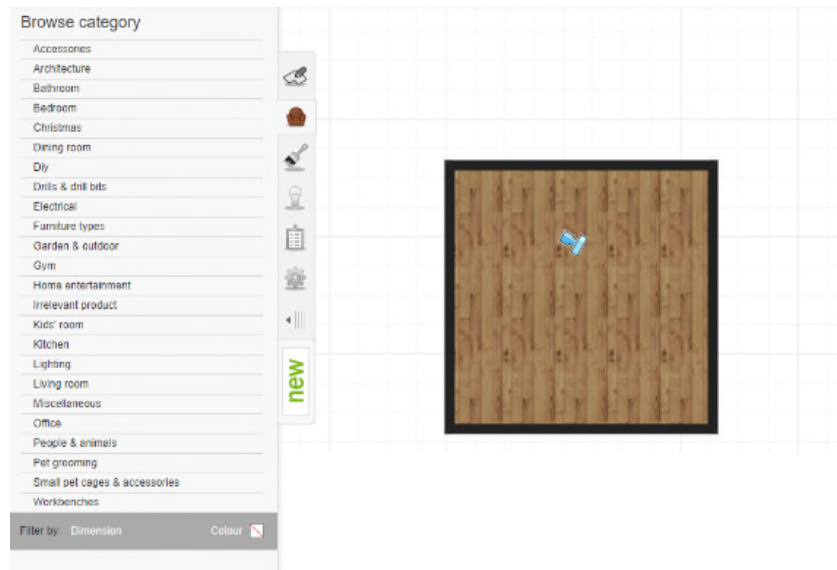 Browse category
Accessories
Architecture
Bathroom
Bedroom
Christmas
Dining room
Diy
Drills & drill bits
Electrical
Furniture types
Garden & outdoor
Gym
Home entertainment
Irrelevant product
Kids' room
Kitchen
Lighting
Living room
Miscellaneous
Office
People & animals
Pet grooming
Small pet cages & accessories
Workbenches
Filter by: Dimension Colour
new